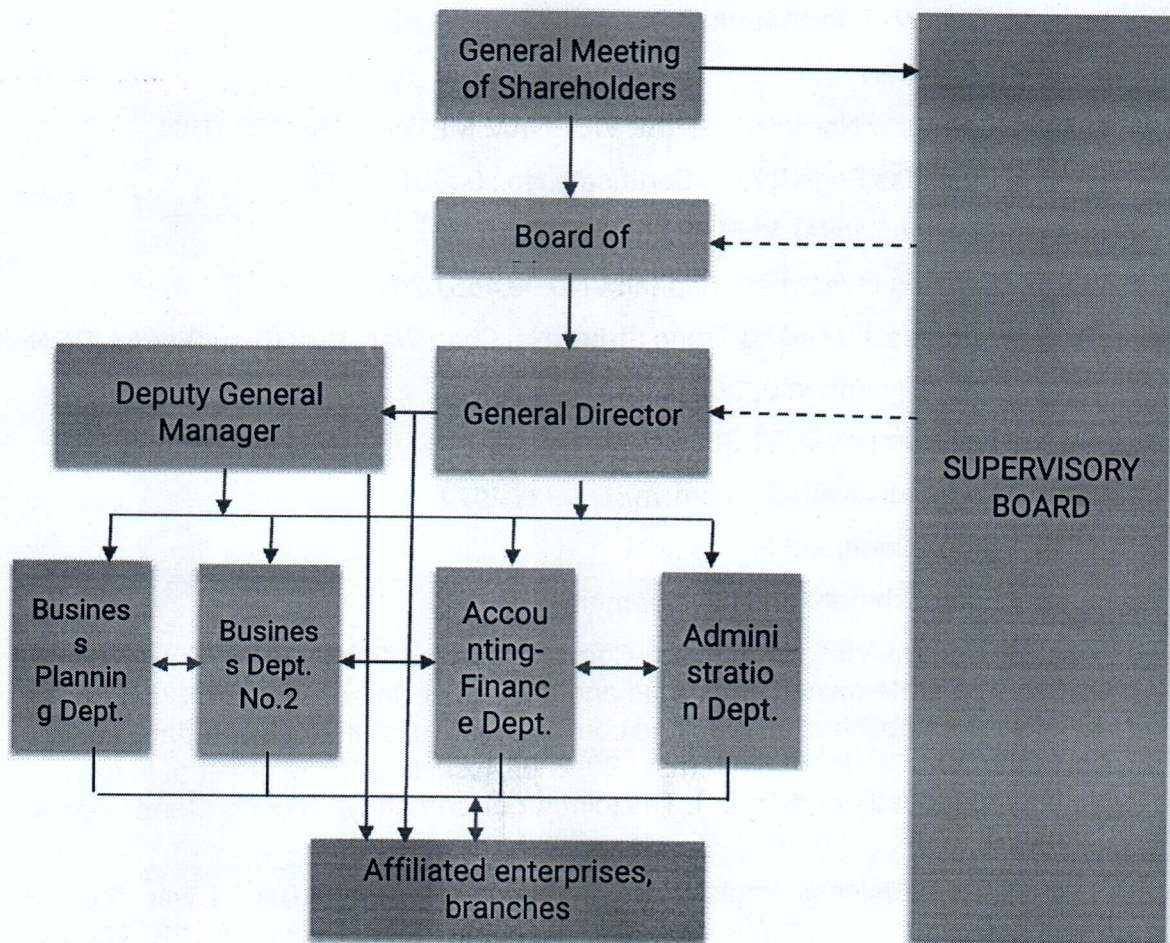 General Meeting
of Shareholders
Board of
Deputy General
Manager
General Director
SUPERVISORY
BOARD
Busines
s
Plannin
g Dept.
Busines
s Dept.
No.2
Accou
nting-
Financ
e Dept.
Admini
stratio
n Dept.
Affiliated enterprises,
branches